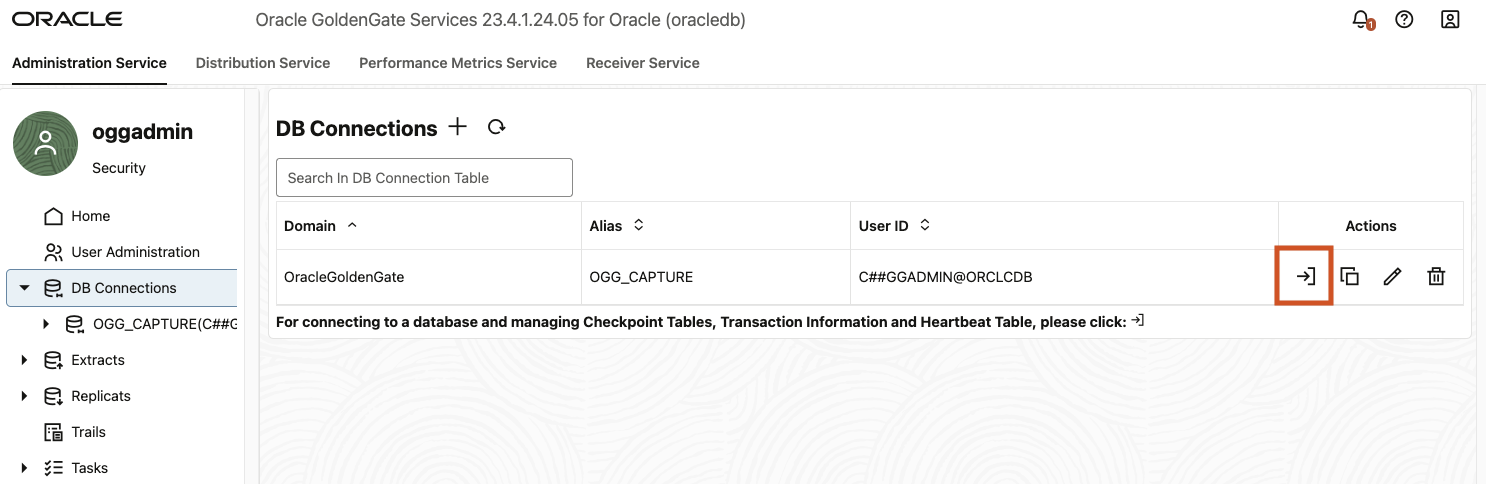 ORACLE
Oracle GoldenGate Services 23.4.1.24.05 for Oracle (oracledb)
1
Administration Service
Distribution Service
Performance Metrics Service
Receiver Service
oggadmin
Security
Home
User Administration
DB Connections
OGG_CAPTURE(C##G
Extracts
Replicats
Trails
Tasks
DB Connections
Search In DB Connection Table
Domain Alias User ID Actions
OracleGoldenGate OGG_CAPTURE C##GGADMIN@ORCLCDB
For connecting to a database and managing Checkpoint Tables, Transaction Information and Heartbeat Table, please click: